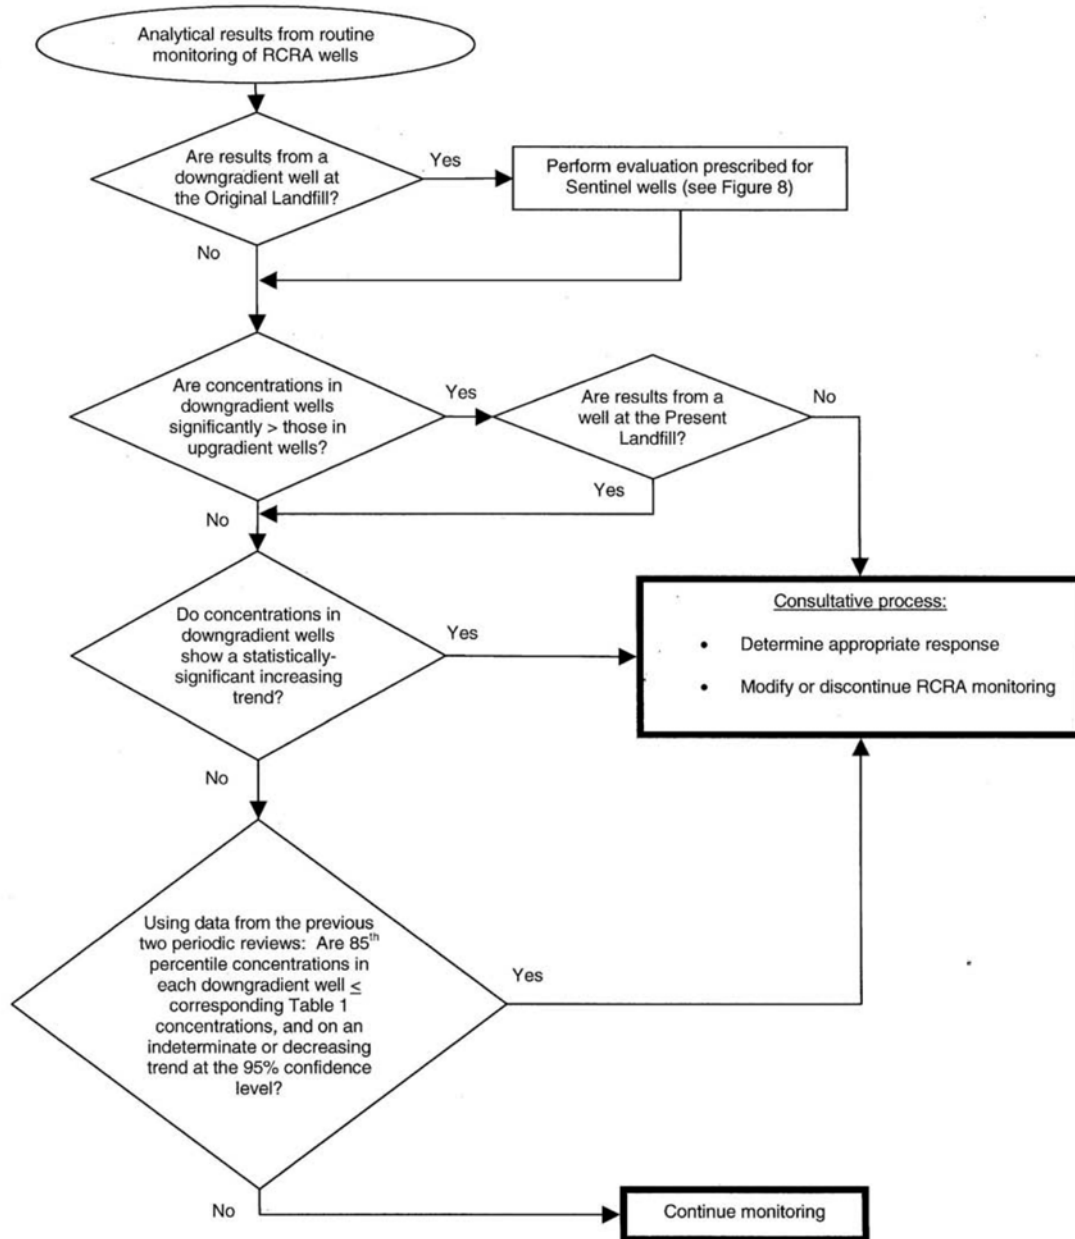 Analytical results from routine
monitoring of RCRA wells
Are results from a
downgradient well at
the Original Landfill?
Yes
Perform evaluation prescribed for
Sentinel wells (see Figure 8)
No
Are concentrations in
downgradient wells
significantly > those in
upgradient wells?
Yes
Are results from a
well at the Present
Landfill?
No
Yes
No
Do concentrations in
downgradient wells
show a statistically-
significant increasing
trend?
Yes
Consultative process:
• Determine appropriate response
• Modify or discontinue RCRA monitoring
No
Using data from the previous
two periodic reviews: Are 85th
percentile concentrations in
each downgradient well ≤
corresponding Table 1
concentrations, and on an
indeterminate or decreasing
trend at the 95% confidence
level?
Yes
No
Continue monitoring